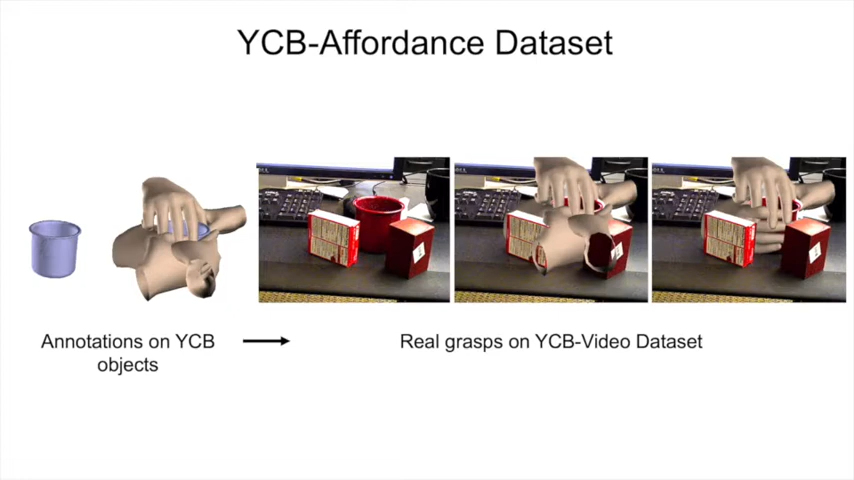 YCB-Affordance Dataset
Annotations on YCB
objects
Real grasps on YCB-Video Dataset